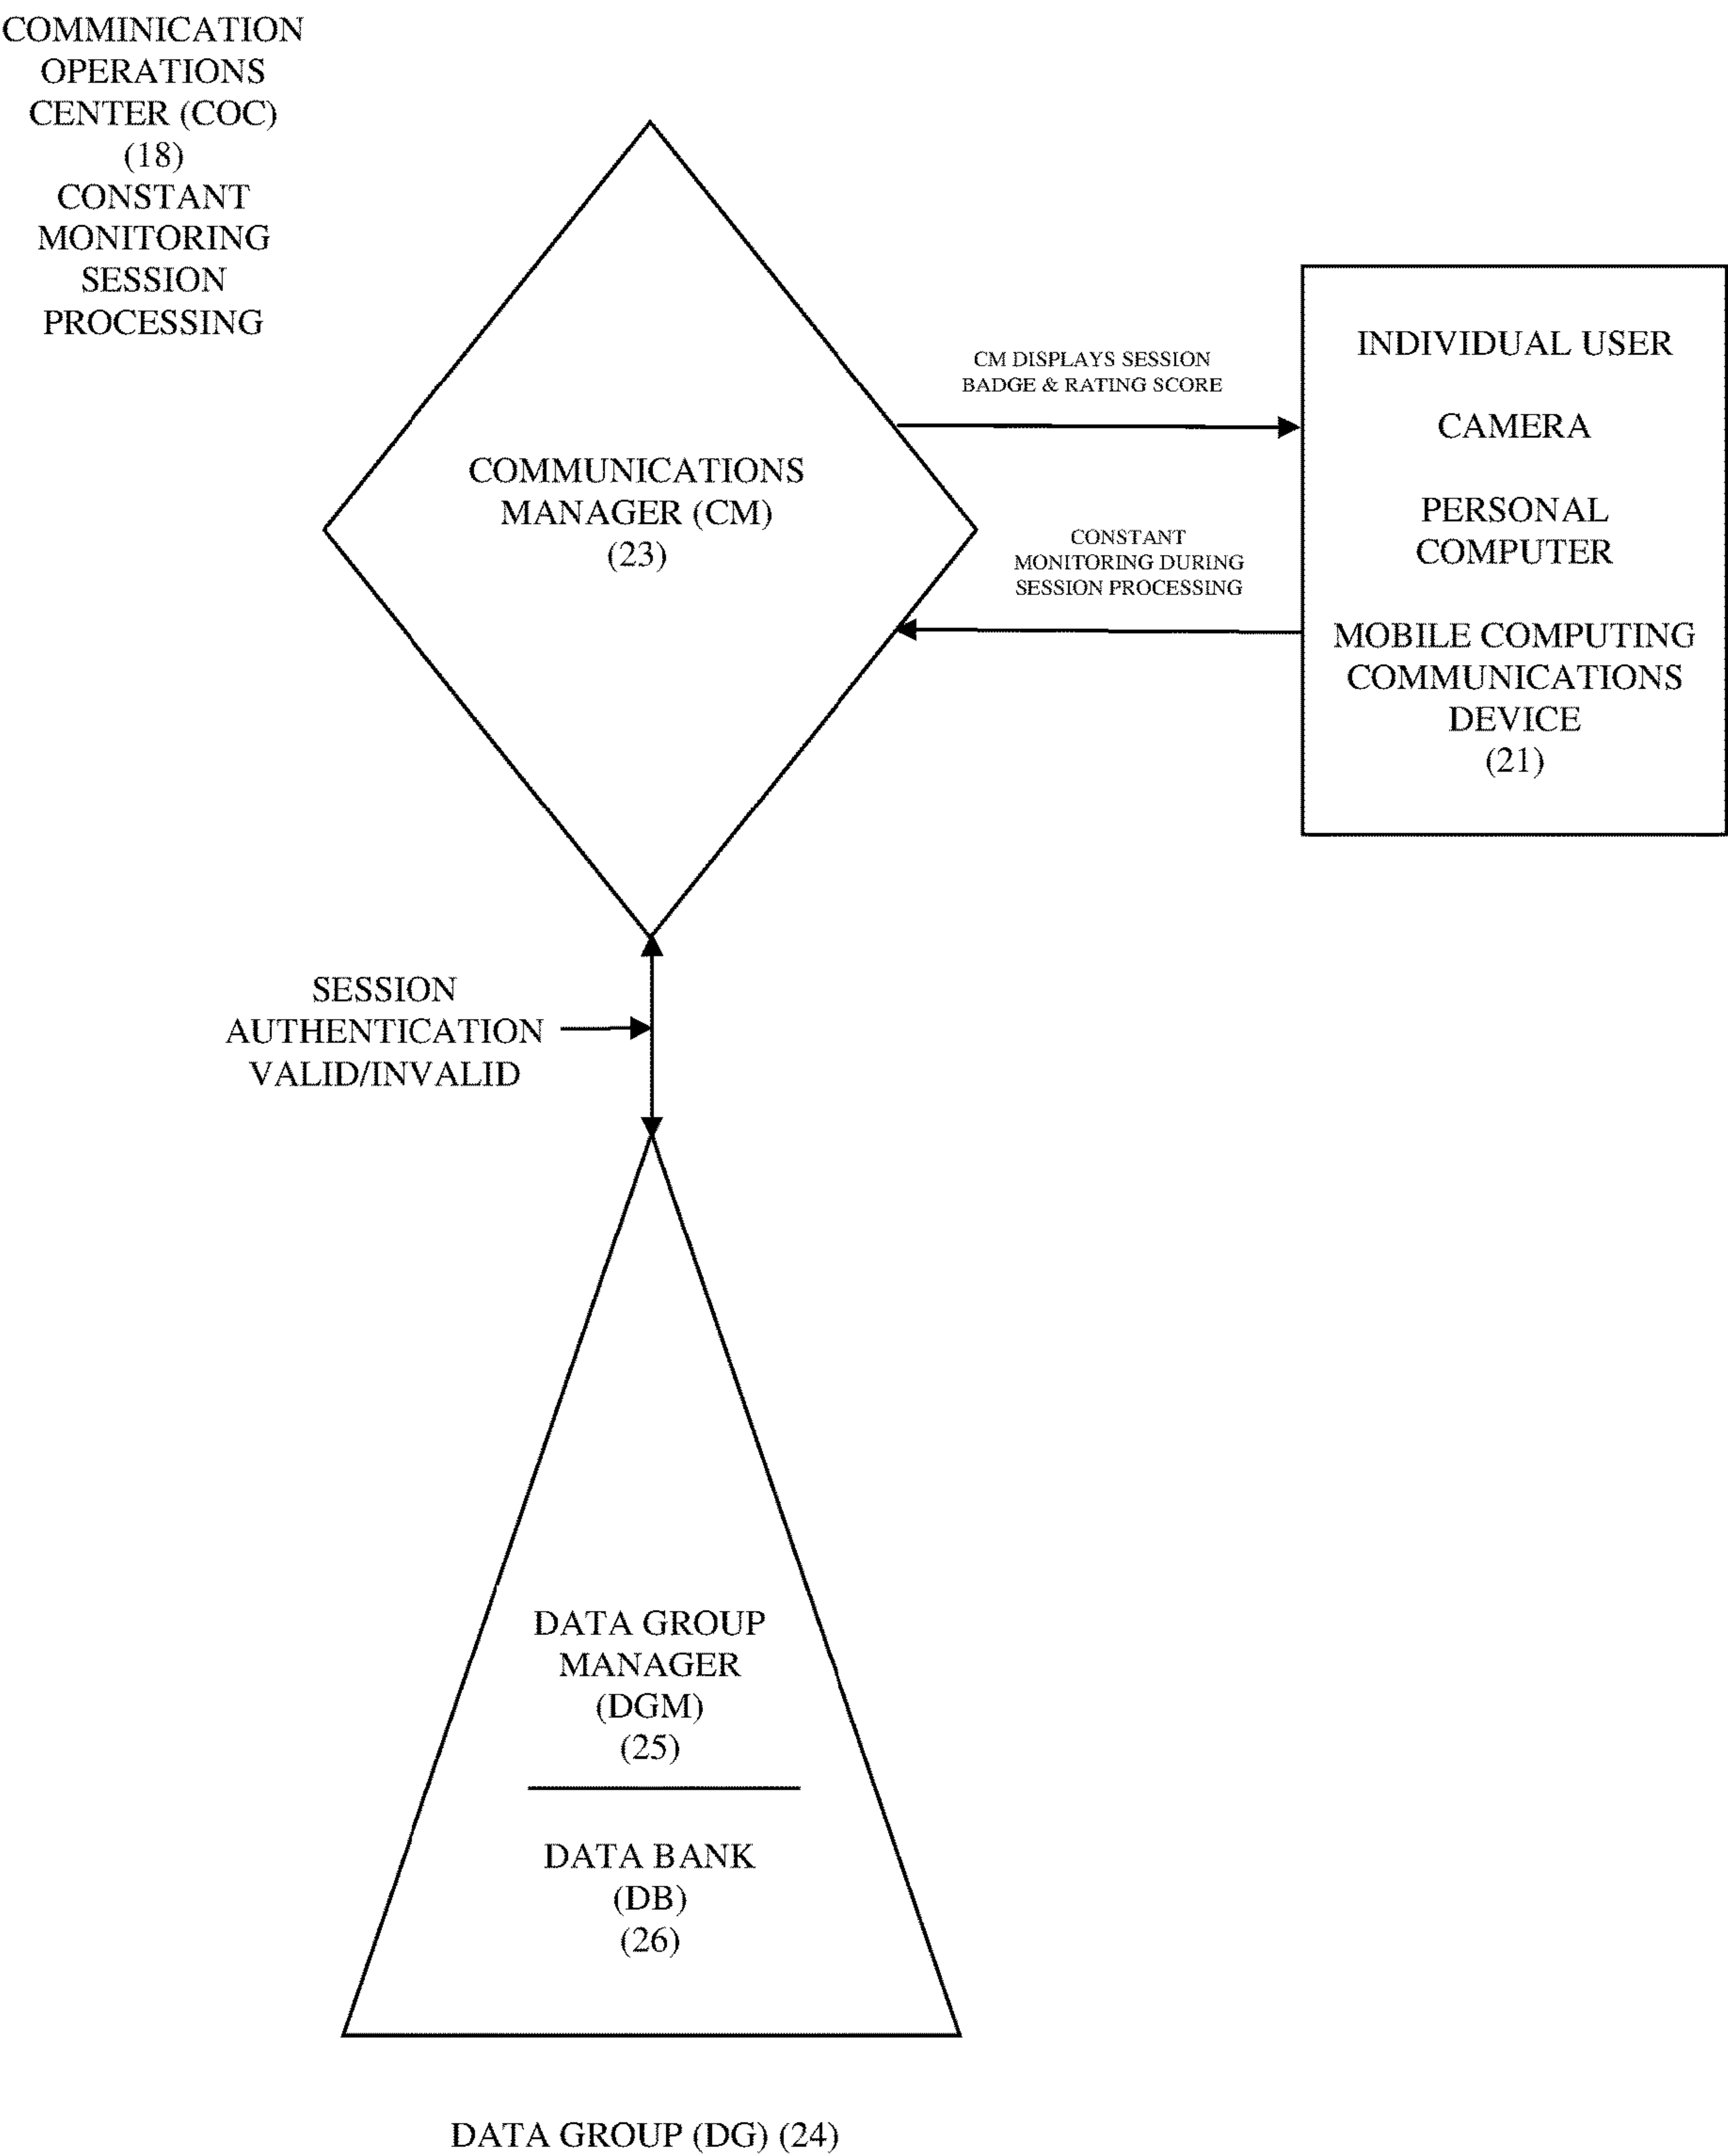 COMMINICATION
OPERATIONS
CENTER (COC)
(18)
CONSTANT
MONITORING
SESSION
PROCESSING
COMMUNICATIONS
MANAGER (CM)
(23)
CM DISPLAYS SESSION
BADGE & RATING SCORE
CONSTANT
MONITORING DURING
SESSION PROCESSING
INDIVIDUAL USER
CAMERA
PERSONAL
COMPUTER
MOBILE COMPUTING
COMMUNICATIONS
DEVICE
(21)
SESSION
AUTHENTICATION
VALID/INVALID
DATA GROUP
MANAGER
(DGM)
(25)
DATA BANK
(DB)
(26)
DATA GROUP (DG) (24)